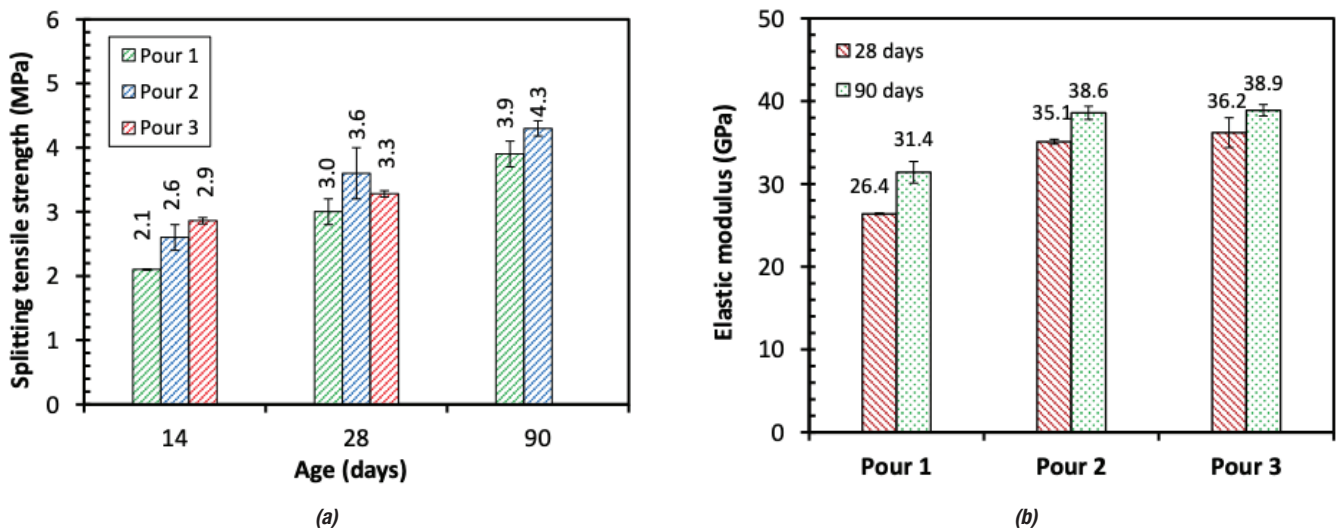 Splitting tensile strength (MPa)
6
5
4
3
2
1
0
Pour 1
Pour 2
Pour 3
2.1
2.6
2.9
3.0
3.6
3.3
3.9
4.3
14
28
90
Age (days)
(a)
Elastic modulus (GPa)
50
40
30
20
10
0
28 days
90 days
26.4
31.4
35.1
38.6
36.2
38.9
Pour 1
Pour 2
Pour 3
(b)